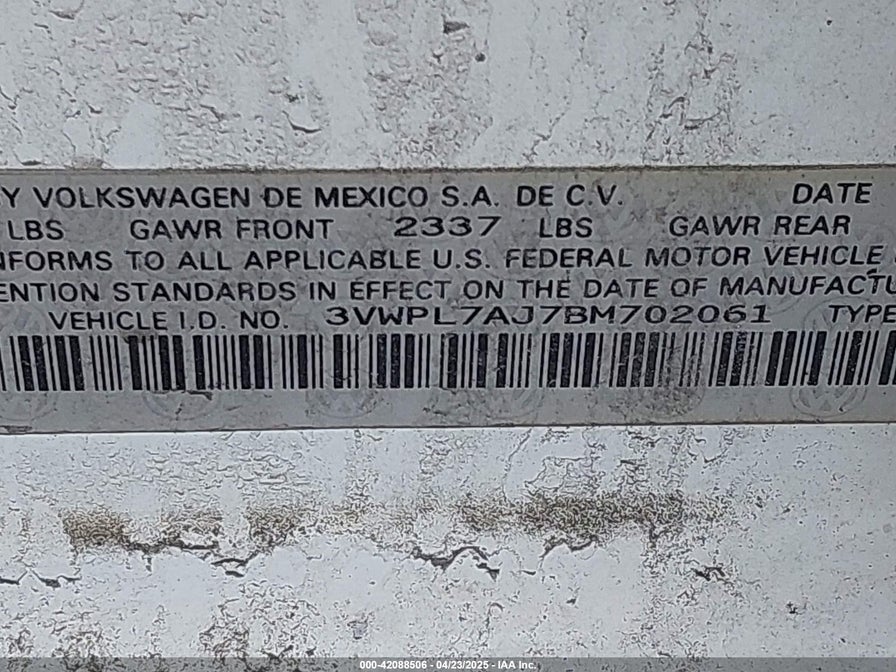 Y VOLKSWAGEN DE MEXICO S.A. DE C.V. DATE
LBS GAWR FRONT 2337 LBS GAWR REAR
NFORMS TO ALL APPLICABLE U.S. FEDERAL MOTOR VEHICLE
ENTION STANDARDS IN EFFECT ON THE DATE OF MANUFACTU
VEHICLE I.D. NO. 3VWPL7AJ7BM702061 TYPE
000-42088506 - 04/23/2025 - IAA Inc.